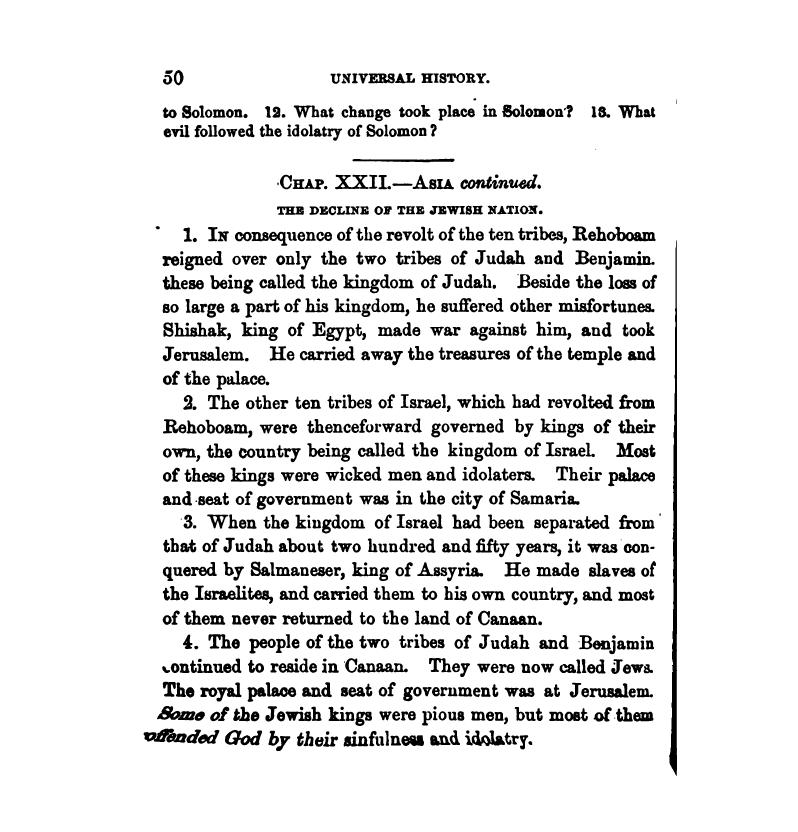 50 UNIVERSAL HISTORY.
to Solomon. 12. What change took place in Solomon? 13. What
evil followed the idolatry of Solomon?
CHAP. XXII.—ASIA continued.
THE DECLINE OF THE JEWISH NATION.
1. IN consequence of the revolt of the ten tribes, Rehoboam
reigned over only the two tribes of Judah and Benjamin.
these being called the kingdom of Judah. Beside the loss of
so large a part of his kingdom, he suffered other misfortunes.
Shishak, king of Egypt, made war against him, and took
Jerusalem. He carried away the treasures of the temple and
of the palace.
2. The other ten tribes of Israel, which had revolted from
Rehoboam, were thenceforward governed by kings of their
own, the country being called the kingdom of Israel. Most
of these kings were wicked men and idolaters. Their palace
and seat of government was in the city of Samaria.
3. When the kingdom of Israel had been separated from
that of Judah about two hundred and fifty years, it was con-
quered by Salmaneser, king of Assyria. He made slaves of
the Israelites, and carried them to his own country, and most
of them never returned to the land of Canaan.
4. The people of the two tribes of Judah and Benjamin
continued to reside in Canaan. They were now called Jews.
The royal palace and seat of government was at Jerusalem.
Some of the Jewish kings were pious men, but most of them
offended God by their sinfulness and idolatry.